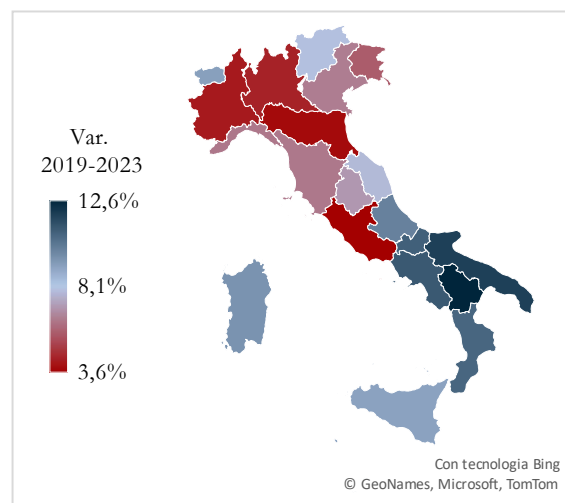 Var.
2019-2023
12,6%
8,1%
3,6%
Con tecnologia Bing
© GeoNames, Microsoft, TomTom